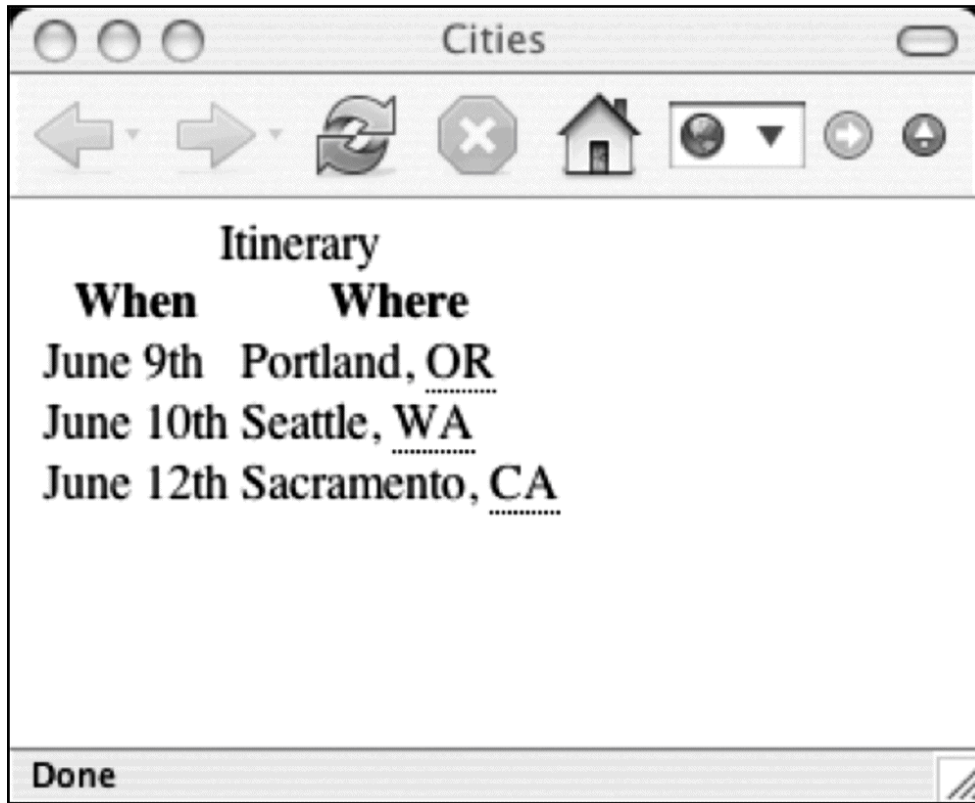 Cities
Itinerary
When Where
June 9th Portland, OR
June 10th Seattle, WA
June 12th Sacramento, CA
Done